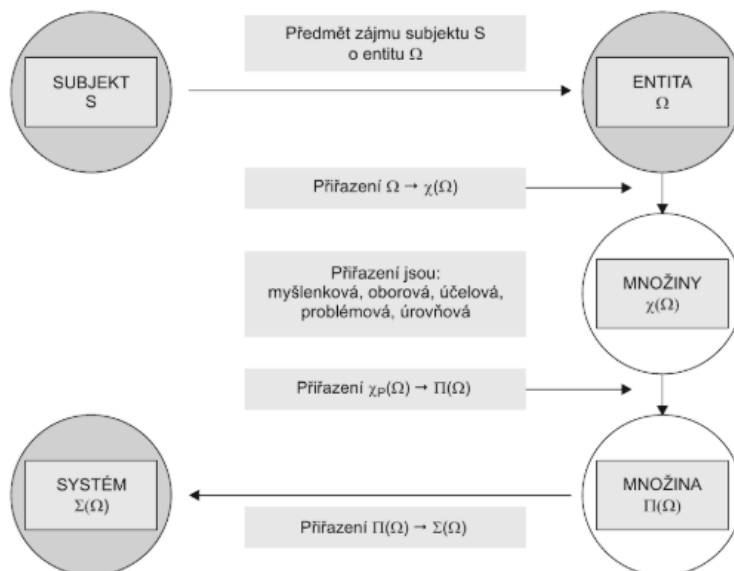 Předmět zájmu subjektu S
o entitu Ω
SUBJEKT
S
ENTITA
Ω
Přiřazení Ω → χ(Ω)
Přiřazení jsou:
myšlenková, oborová, účelová,
problémová, úrovňová
MNOŽINY
χ(Ω)
Přiřazení χP(Ω) → Π(Ω)
SYSTÉM
Σ(Ω)
MNOŽINA
Π(Ω)
Přiřazení Π(Ω) → Σ(Ω)